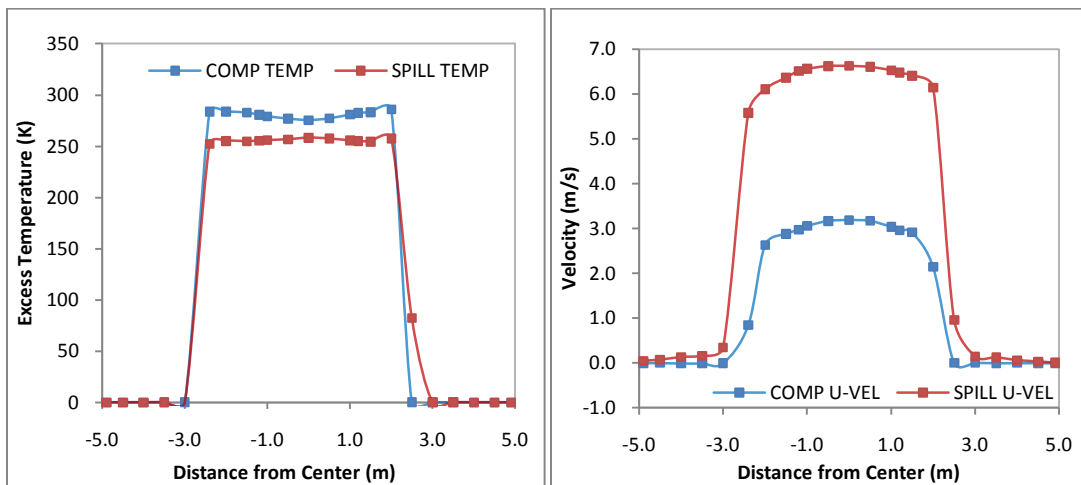 350
300
250
200
150
100
50
0
Excess Temperature (K)
COMP TEMP
SPILL TEMP
-5.0 -3.0 -1.0 1.0 3.0 5.0
Distance from Center (m)
7.0
6.0
5.0
4.0
3.0
2.0
1.0
0.0
-1.0
Velocity (m/s)
COMP U-VEL
SPILL U-VEL
-5.0 -3.0 -1.0 1.0 3.0 5.0
Distance from Center (m)